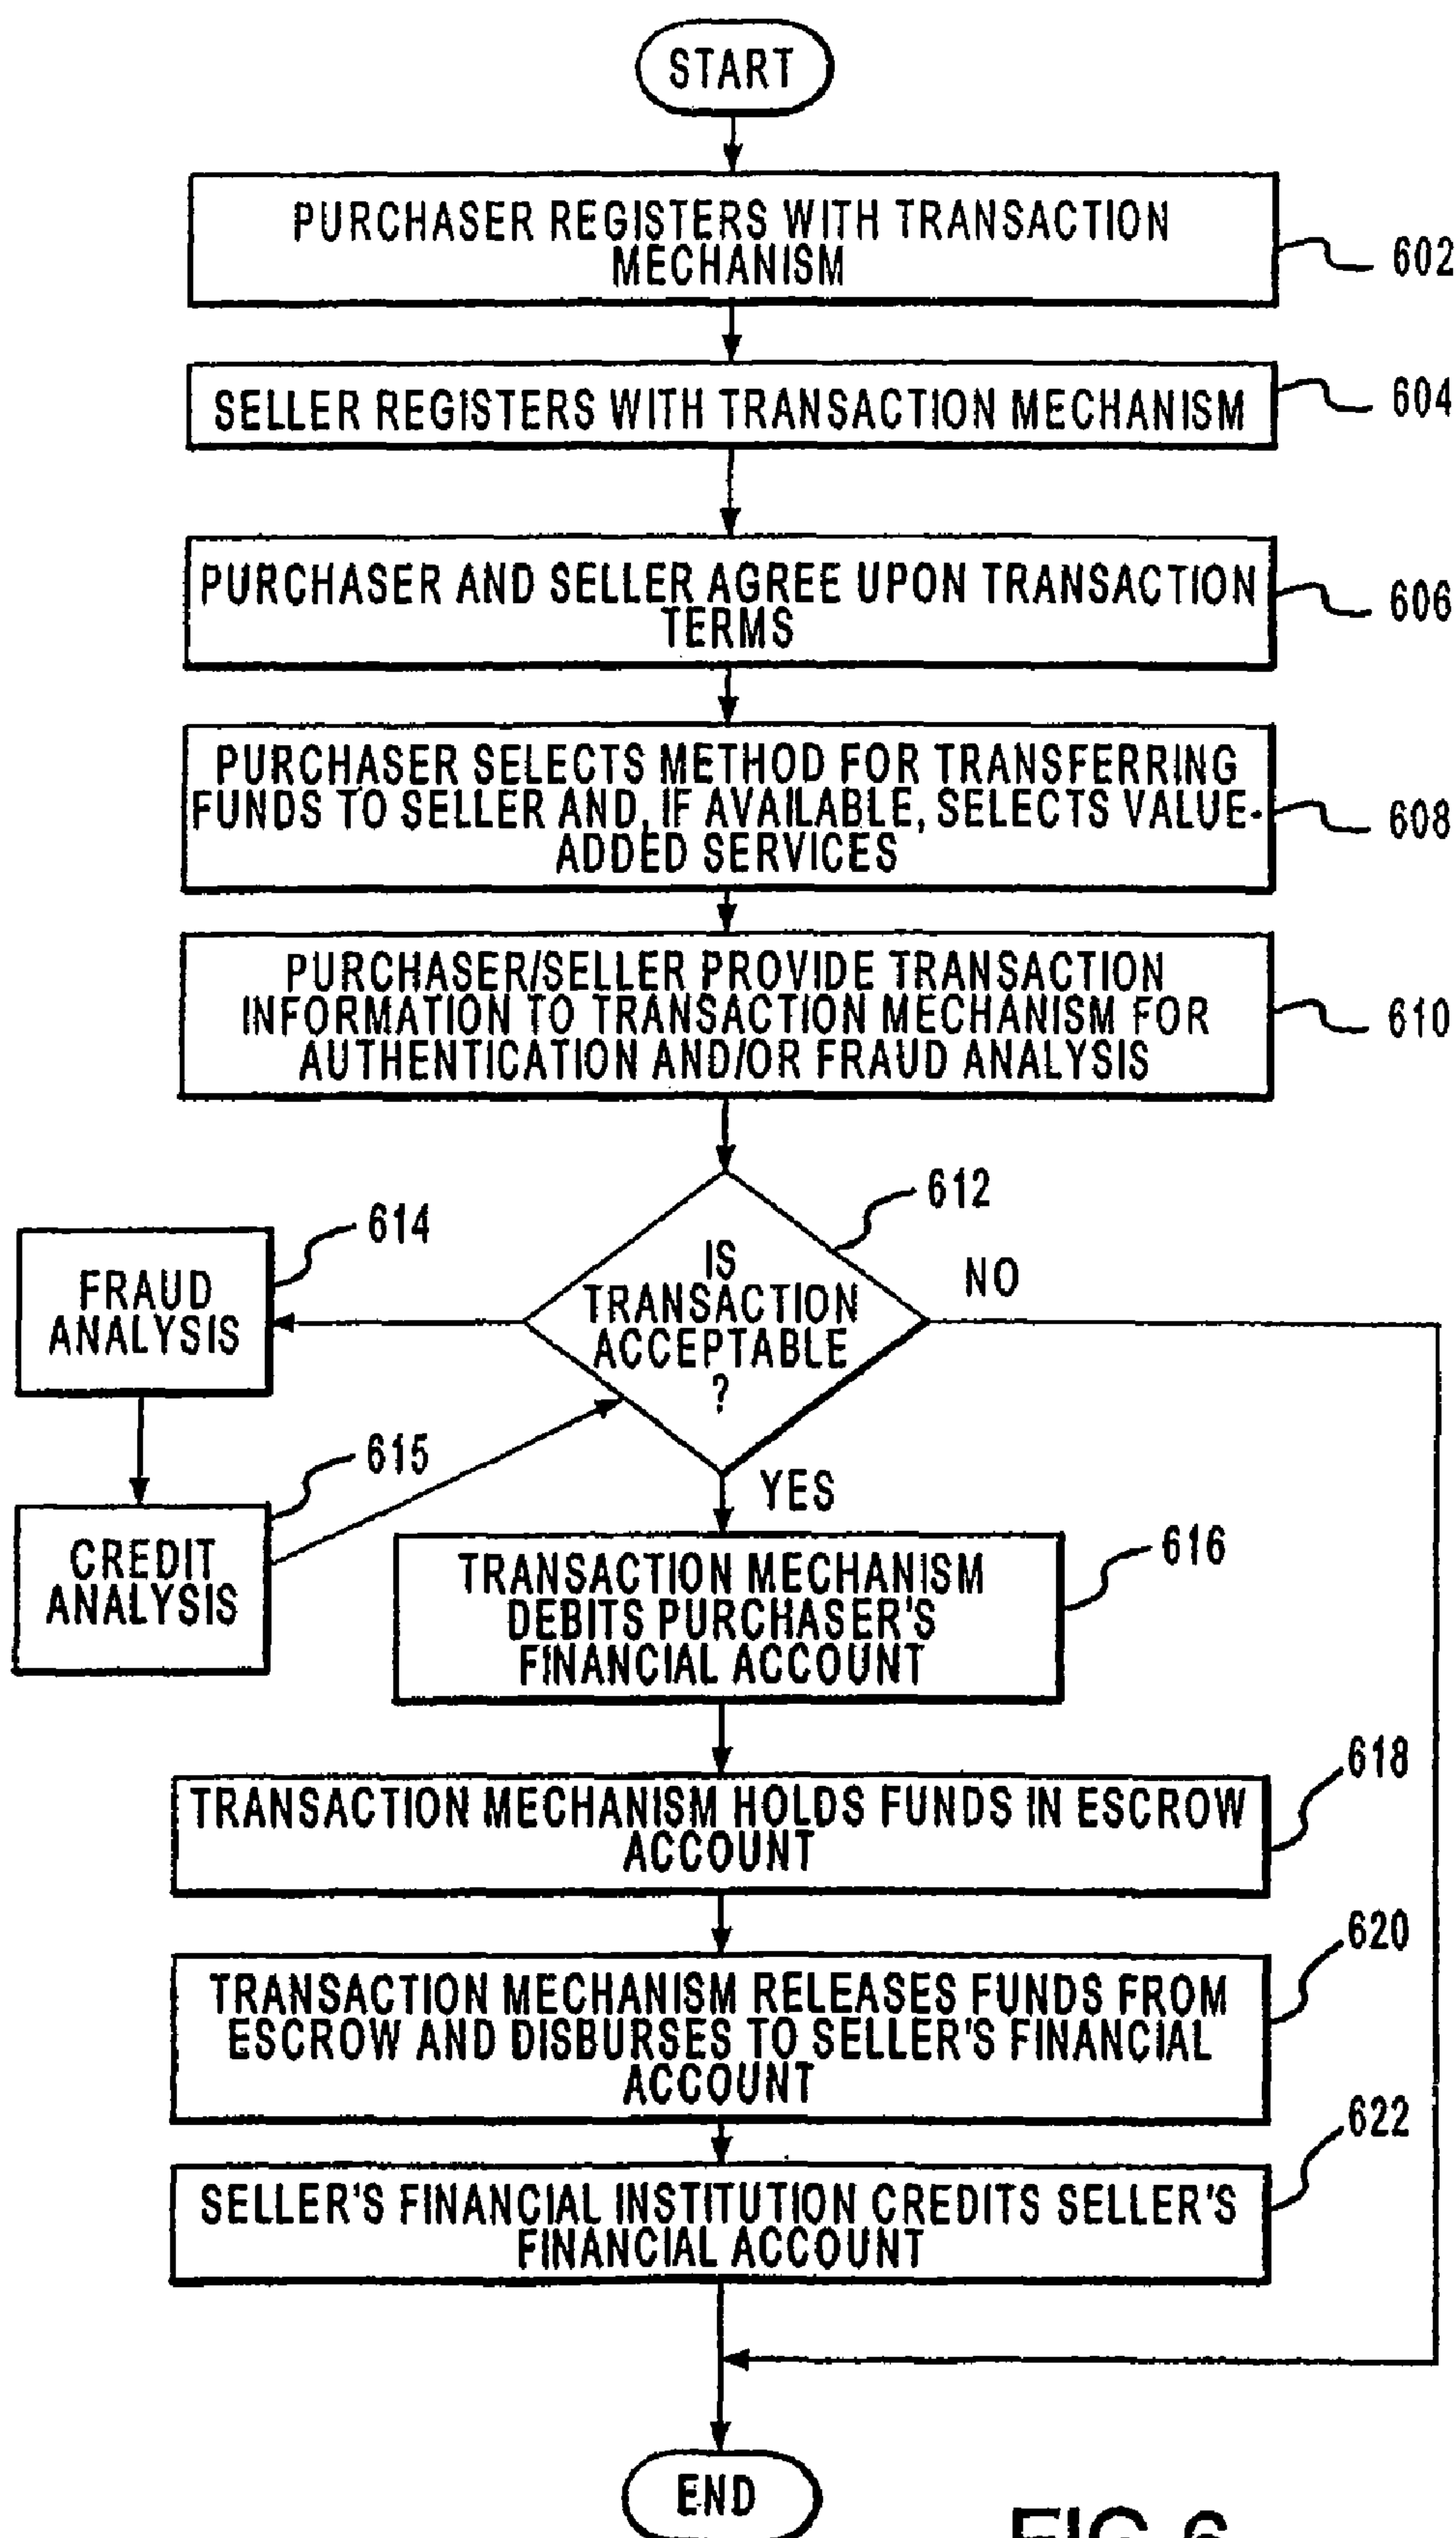 START
PURCHASER REGISTERS WITH TRANSACTION
MECHANISM
602
SELLER REGISTERS WITH TRANSACTION MECHANISM
604
PURCHASER AND SELLER AGREE UPON TRANSACTION
TERMS
606
PURCHASER SELECTS METHOD FOR TRANSFERRING
FUNDS TO SELLER AND, IF AVAILABLE, SELECTS VALUE-
ADDED SERVICES
608
PURCHASER/SELLER PROVIDE TRANSACTION
INFORMATION TO TRANSACTION MECHANISM FOR
AUTHENTICATION AND/OR FRAUD ANALYSIS
610
612
614
IS
TRANSACTION
ACCEPTABLE
?
NO
FRAUD
ANALYSIS
615
YES
CREDIT
ANALYSIS
TRANSACTION MECHANISM
DEBITS PURCHASER'S
FINANCIAL ACCOUNT
616
TRANSACTION MECHANISM HOLDS FUNDS IN ESCROW
ACCOUNT
618
TRANSACTION MECHANISM RELEASES FUNDS FROM
ESCROW AND DISBURSES TO SELLER'S FINANCIAL
ACCOUNT
620
SELLER'S FINANCIAL INSTITUTION CREDITS SELLER'S
FINANCIAL ACCOUNT
622
END
FIG. 6